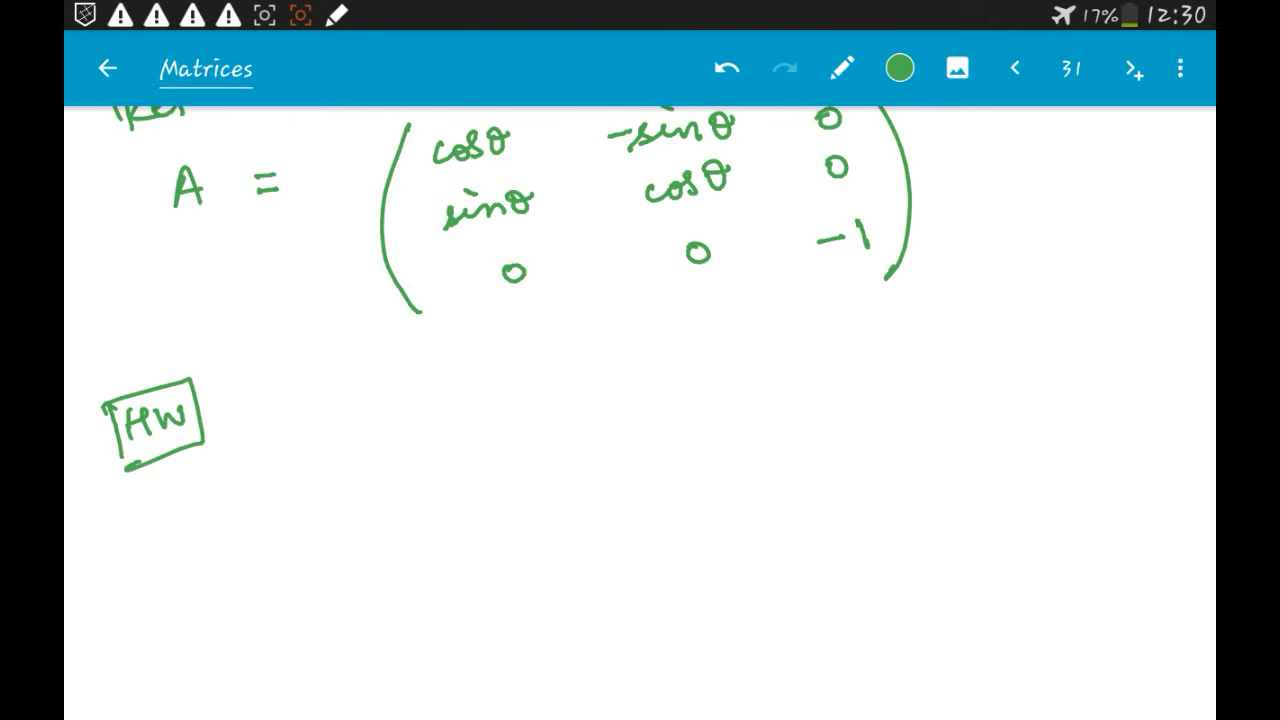 17% 12:30
Matrices 31
cosθ -sinθ 0
A = sinθ cosθ 0
0 0 -1
HW